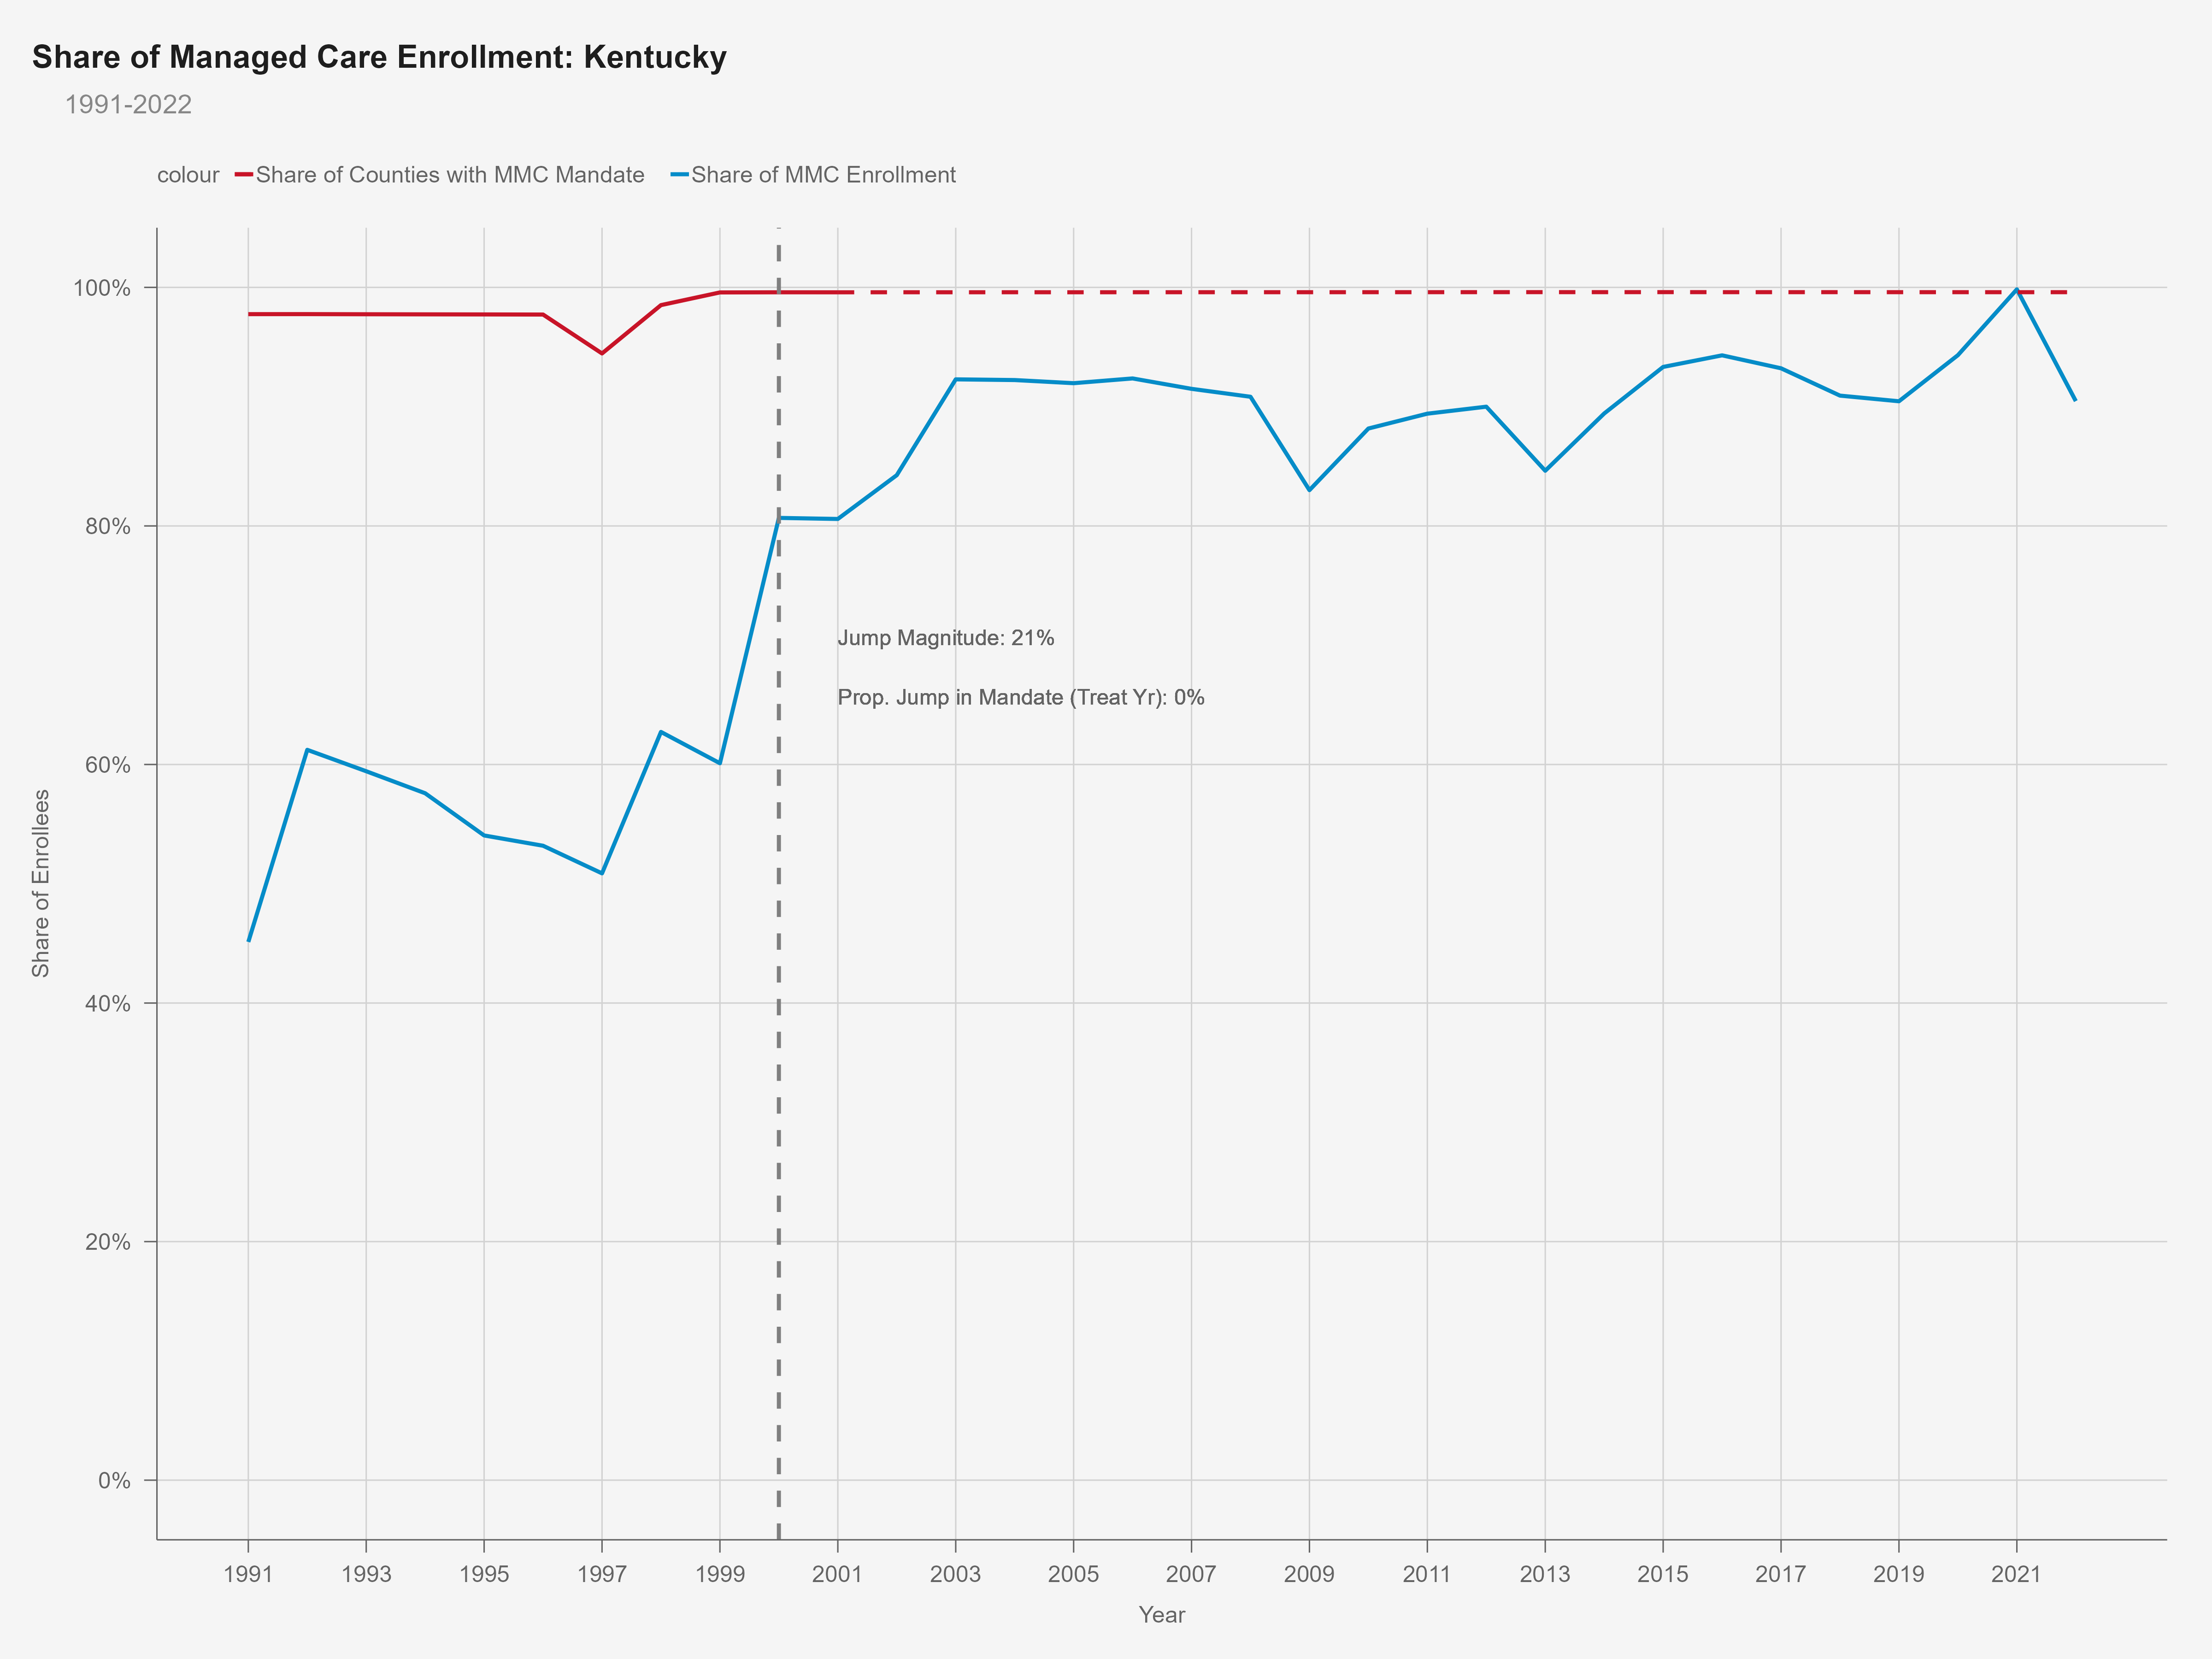 Share of Managed Care Enrollment: Kentucky
1991-2022
colour Share of Counties with MMC Mandate Share of MMC Enrollment
100%
80%
60%
40%
20%
0%
Share of Enrollees
Jump Magnitude: 21%
Prop. Jump in Mandate (Treat Yr): 0%
1991 1993 1995 1997 1999 2001 2003 2005 2007 2009 2011 2013 2015 2017 2019 2021
Year